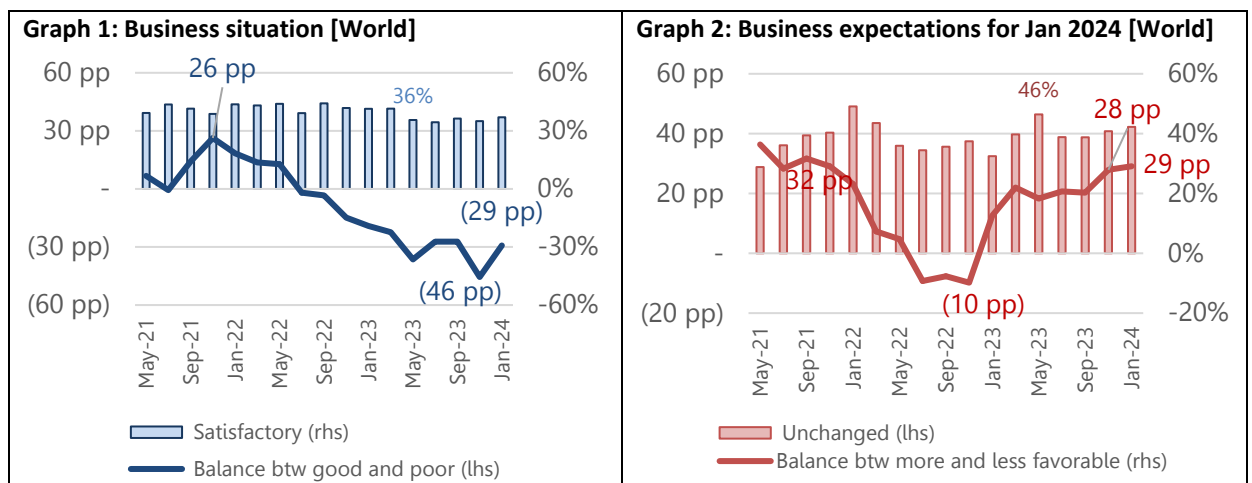 Graph 1: Business situation [World]
60 pp
26 pp
60%
36%
30 pp
30%
-
0%
(29 pp)
(30 pp)
-30%
(46 pp)
(60 pp)
-60%
May-21
Sep-21
Jan-22
May-22
Sep-22
Jan-23
May-23
Sep-23
Jan-24
Satisfactory (rhs)
Balance btw good and poor (lhs)
Graph 2: Business expectations for Jan 2024 [World]
60 pp
60%
46%
28 pp
40 pp
40%
29 pp
32 pp
20 pp
20%
-
0%
(10 pp)
(20 pp)
-20%
May-21
Sep-21
Jan-22
May-22
Sep-22
Jan-23
May-23
Sep-23
Jan-24
Unchanged (lhs)
Balance btw more and less favorable (rhs)